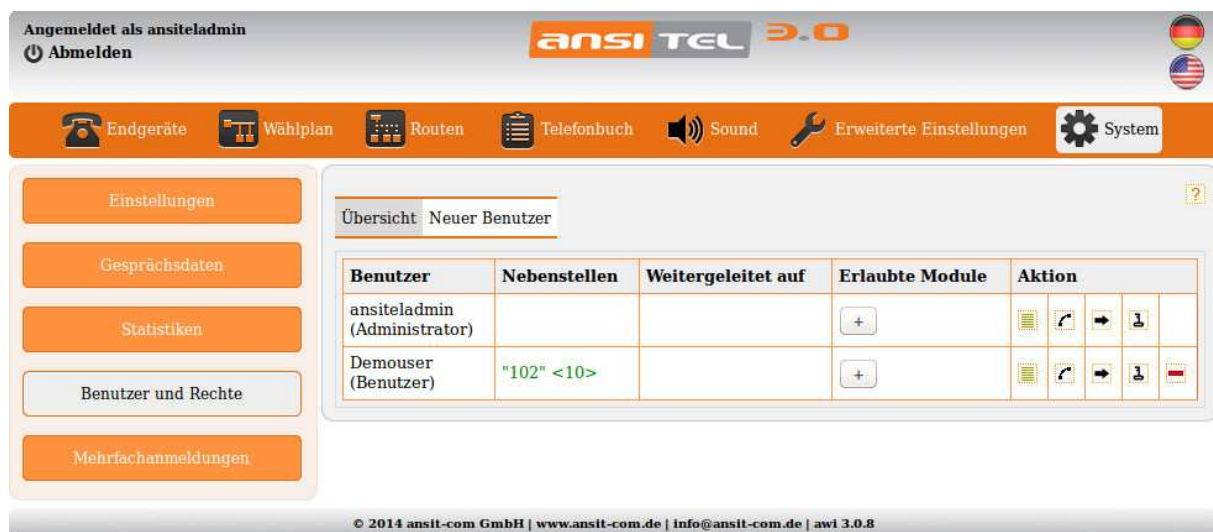 Angemeldet als ansiteladmin
Abmelden
ansi TEL 3.0
Endgeräte Wählplan Routen Telefonbuch Sound Erweiterte Einstellungen System
Einstellungen
Gesprächsdaten
Statistiken
Benutzer und Rechte
Mehrfachanmeldungen
?
Übersicht Neuer Benutzer
Benutzer Nebenstellen Weitergeleitet auf Erlaubte Module Aktion
ansiteladmin
(Administrator)
+
Demouser
(Benutzer)
"102" <10>
+
© 2014 ansit-com GmbH | www.ansit-com.de | info@ansit-com.de | awi 3.0.8